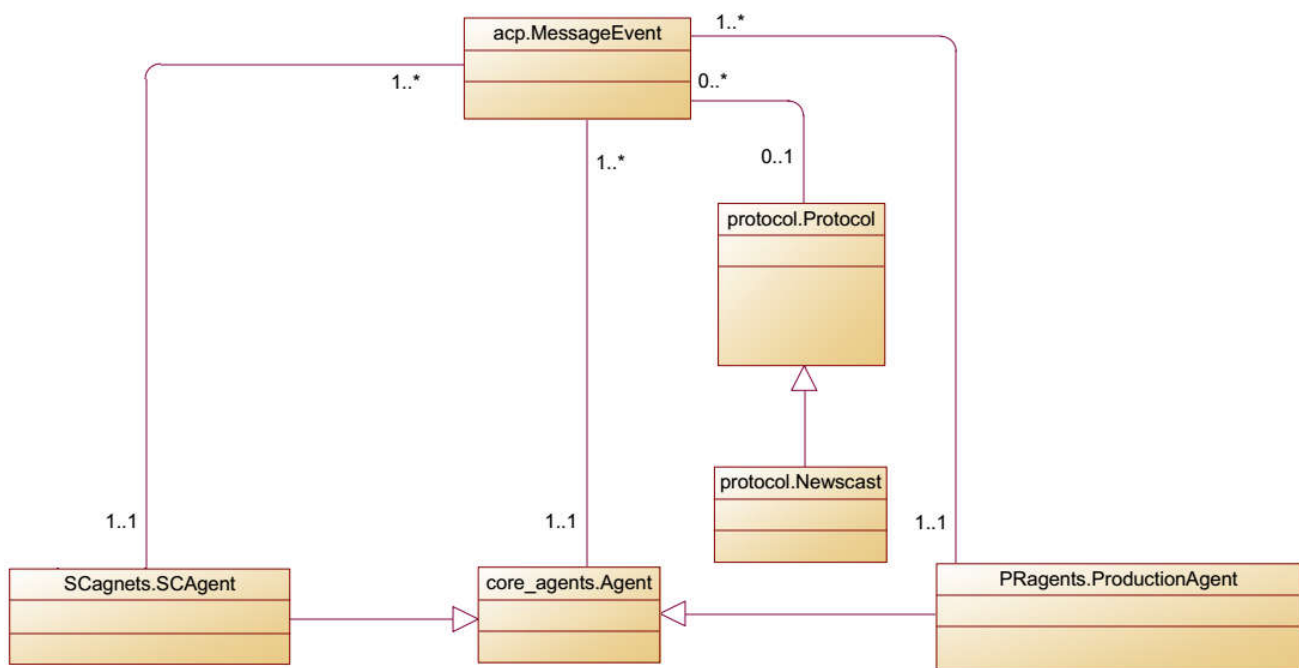 acp.MessageEvent
1..*
1..*
0..*
1..*
0..1
protocol.Protocol
protocol.Newscast
1..1
1..1
1..1
SCagnets.SCAgent
core_agents.Agent
PRagents.ProductionAgent